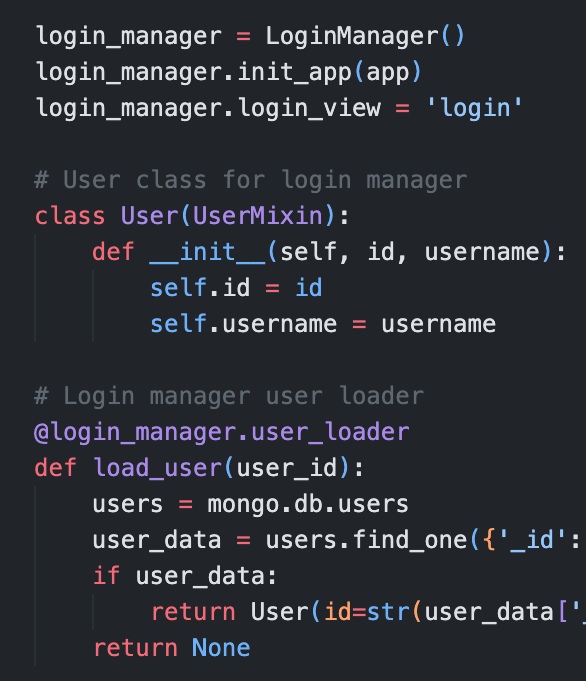 login_manager = LoginManager()
login_manager.init_app(app)
login_manager.login_view = 'login'
# User class for login manager
class User(UserMixin):
def __init__(self, id, username):
self.id = id
self.username = username
# Login manager user loader
@login_manager.user_loader
def load_user(user_id):
users = mongo.db.users
user_data = users.find_one({'_id':
if user_data:
return User(id=str(user_data['_
return None